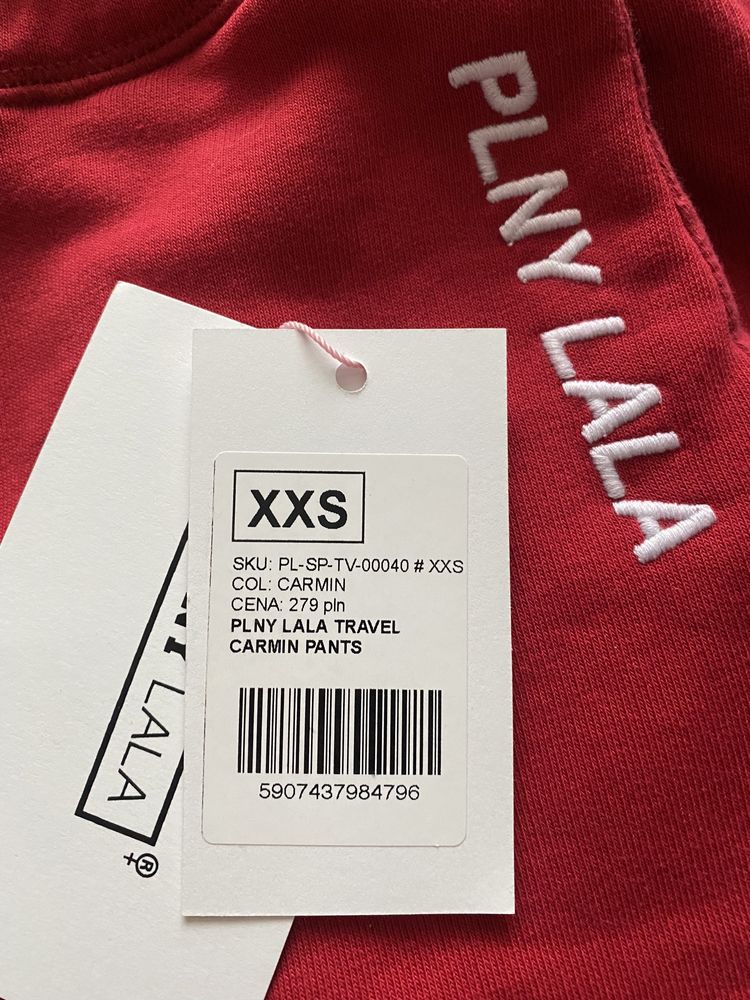 PLNY LALA
XXS
SKU: PL-SP-TV-00040 # XXS
COL: CARMIN
CENA: 279 pln
PLNY LALA TRAVEL
CARMIN PANTS
5907437984796
LALA
®